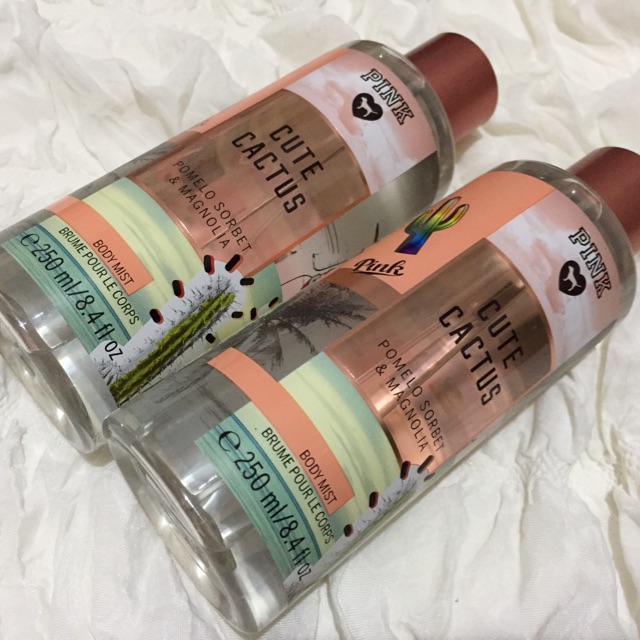 PINK
CUTE
CACTUS
POMELO SORBET
& MAGNOLIA
BODY MIST
BRUME POUR LE CORPS
℮ 250 ml/8.4 fl oz
Pink
PINK
CUTE
CACTUS
POMELO SORBET
& MAGNOLIA
BODY MIST
BRUME POUR LE CORPS
℮ 250 ml/8.4 fl oz